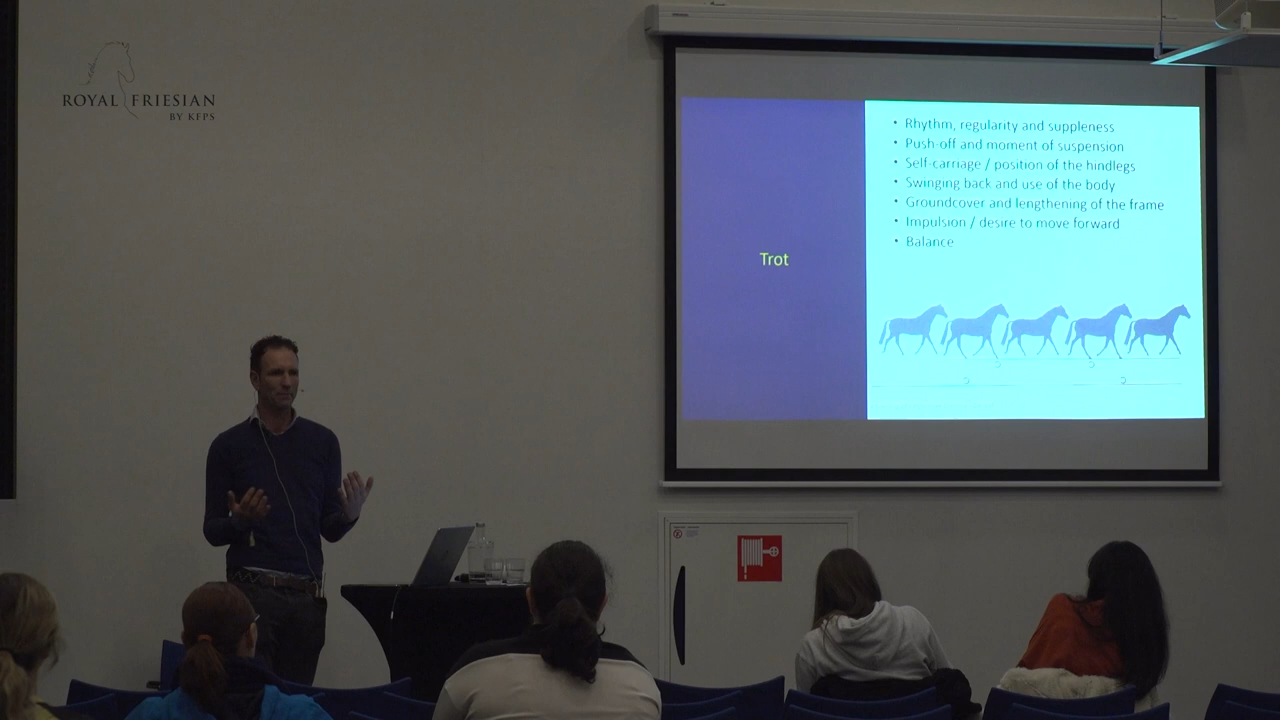 ROYAL FRIESIAN
BY KFPS
• Rhythm, regularity and suppleness
• Push-off and moment of suspension
• Self-carriage / position of the hindlegs
• Swinging back and use of the body
• Groundcover and lengthening of the frame
• Impulsion / desire to move forward
• Balance
Trot